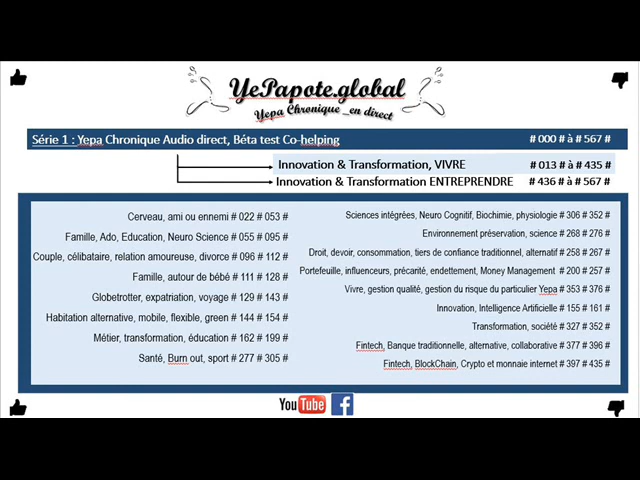 YePapote.global
Yepa Chronique _en direct
Série 1 : Yepa Chronique Audio direct, Béta test Co-helping # 000 # à # 567 #
Innovation & Transformation, VIVRE # 013 # à # 435 #
Innovation & Transformation ENTREPRENDRE # 436 # à # 567 #
Cerveau, ami ou ennemi # 022 # 053 #
Famille, Ado, Education, Neuro Science # 055 # 095 #
Couple, célibataire, relation amoureuse, divorce # 096 # 112 #
Famille, autour de bébé # 111 # 128 #
Globetrotter, expatriation, voyage # 129 # 143 #
Habitation alternative, mobile, flexible, green # 144 # 154 #
Métier, transformation, éducation # 162 # 199 #
Santé, Burn out, sport # 277 # 305 #
Sciences intégrées, Neuro Cognitif, Biochimie, physiologie # 306 # 352 #
Environnement préservation, science # 268 # 276 #
Droit, devoir, consommation, tiers de confiance traditionnel, alternatif # 258 # 267 #
Portefeuille, influenceurs, précarité, endettement, Money Management # 200 # 257 #
Vivre, gestion qualité, gestion du risque du particulier Yepa # 353 # 376 #
Innovation, Intelligence Artificielle # 155 # 161 #
Transformation, société # 327 # 352 #
Fintech, Banque traditionnelle, alternative, collaborative # 377 # 396 #
Fintech, BlockChain, Crypto et monnaie internet # 397 # 435 #
YouTube f